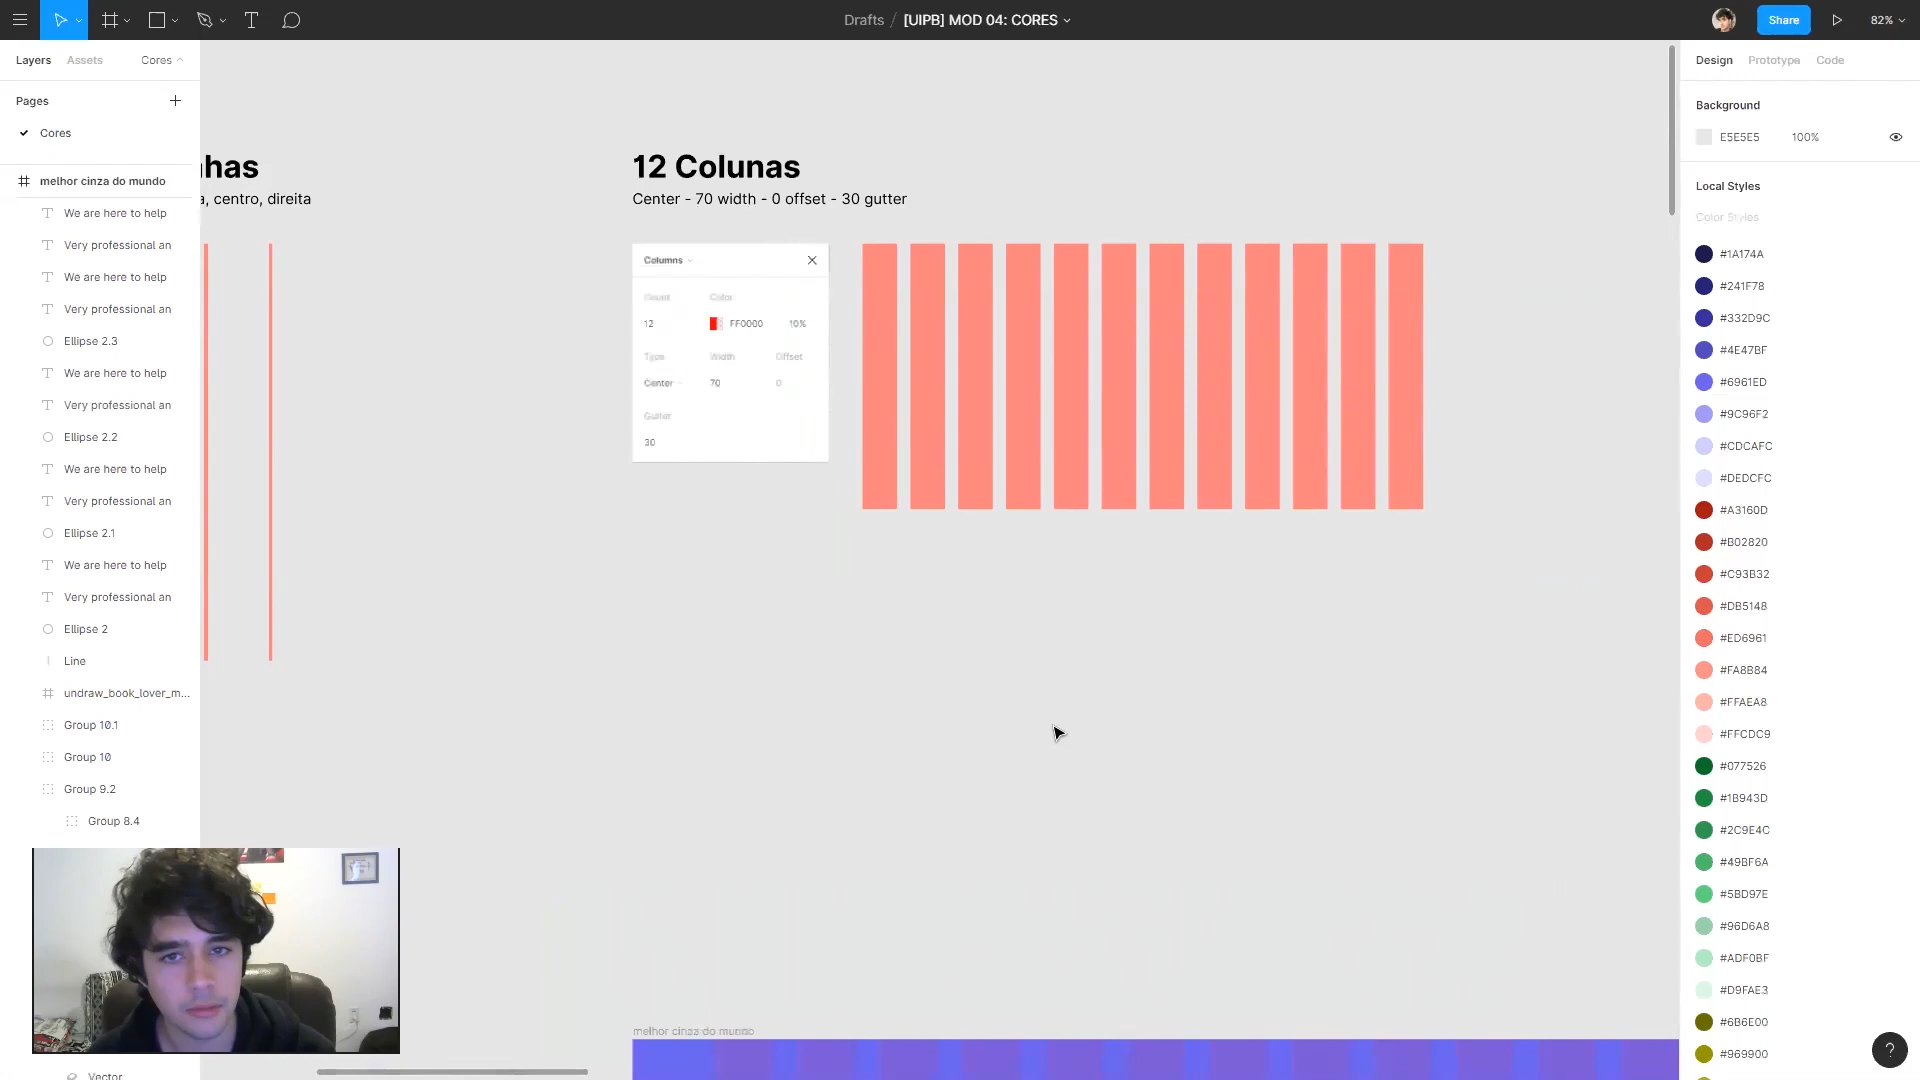 Drafts / [UIPB] MOD 04: CORES
Share
82%
Layers
Assets
Cores
Pages
Cores
melhor cinza do mundo
We are here to help
Very professional an
We are here to help
Very professional an
Ellipse 2.3
We are here to help
Very professional an
Ellipse 2.2
We are here to help
Very professional an
Ellipse 2.1
We are here to help
Very professional an
Ellipse 2
Line
undraw_book_lover_m...
Group 10.1
Group 10
Group 9.2
Group 8.4
Vector
nhas
a, centro, direita
12 Colunas
Center - 70 width - 0 offset - 30 gutter
Columns
Count Color
12 FF0000 10%
Type Width Offset
Center 70 0
Gutter
30
melhor cinza do mundo
Design
Prototype
Code
Background
E5E5E5 100%
Local Styles
Color Styles
#1A174A
#241F78
#332D9C
#4E47BF
#6961ED
#9C96F2
#CDCAFC
#DEDCFC
#A3160D
#B02820
#C93B32
#DB5148
#ED6961
#FA8B84
#FFAEA8
#FFCDC9
#077526
#1B943D
#2C9E4C
#49BF6A
#5BD97E
#96D6A8
#ADF0BF
#D9FAE3
#6B6E00
#969900
?